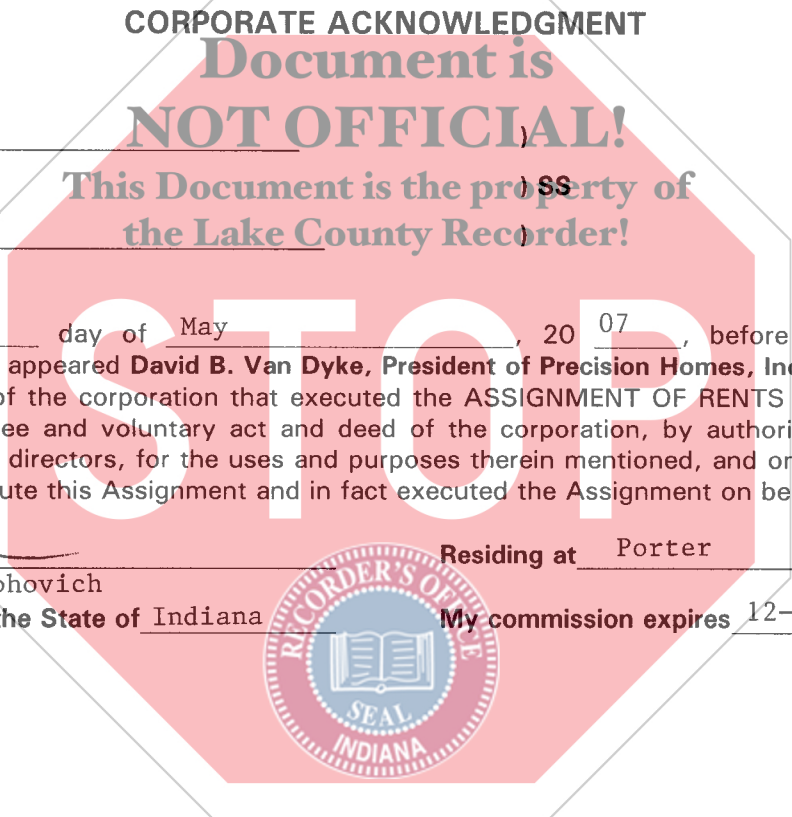 CORPORATE ACKNOWLEDGMENT
Document is
NOT OFFICIAL!
)
This Document is the property of
) SS
the Lake County Recorder!
)
STOP
day of May, 20 07, before
appeared David B. Van Dyke, President of Precision Homes, Inc
of the corporation that executed the ASSIGNMENT OF RENTS
ee and voluntary act and deed of the corporation, by authori
directors, for the uses and purposes therein mentioned, and or
ute this Assignment and in fact executed the Assignment on be
Residing at Porter
ohovich
the State of Indiana
My commission expires 12-
RECORDER'S OFFICE
SEAL
INDIANA